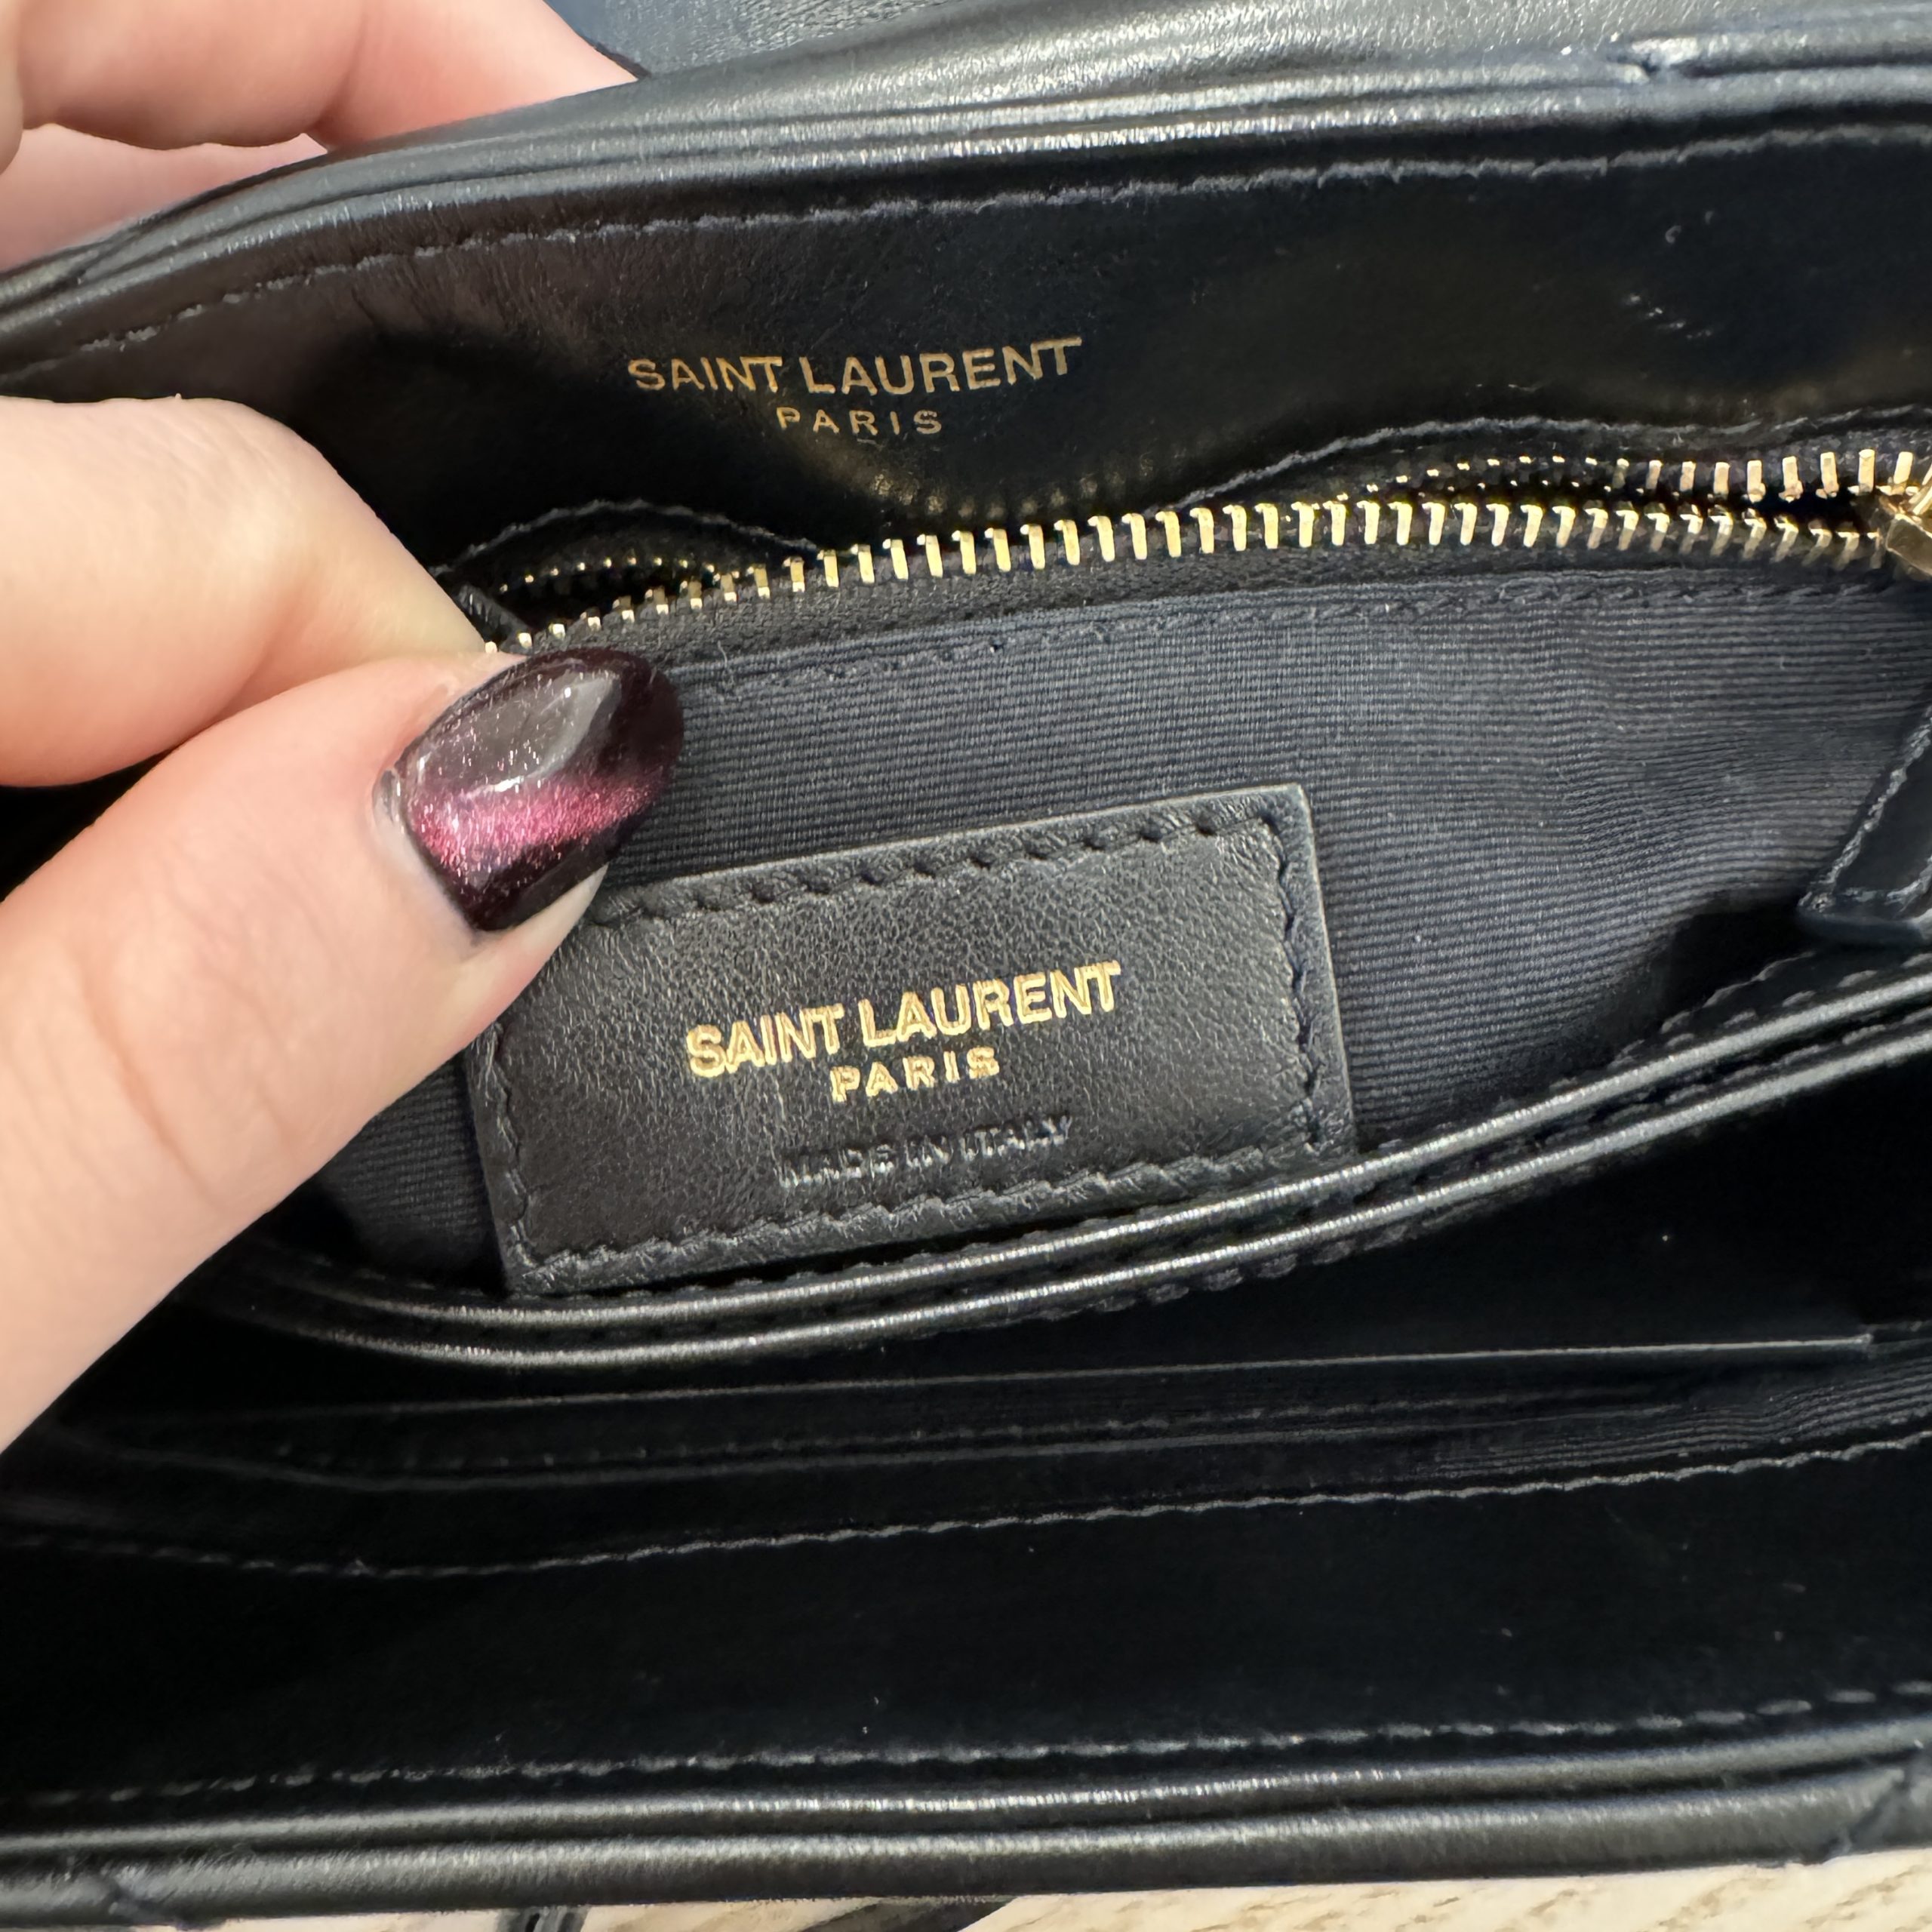 SAINT LAURENT
PARIS
SAINT LAURENT
PARIS
MADE IN ITALY